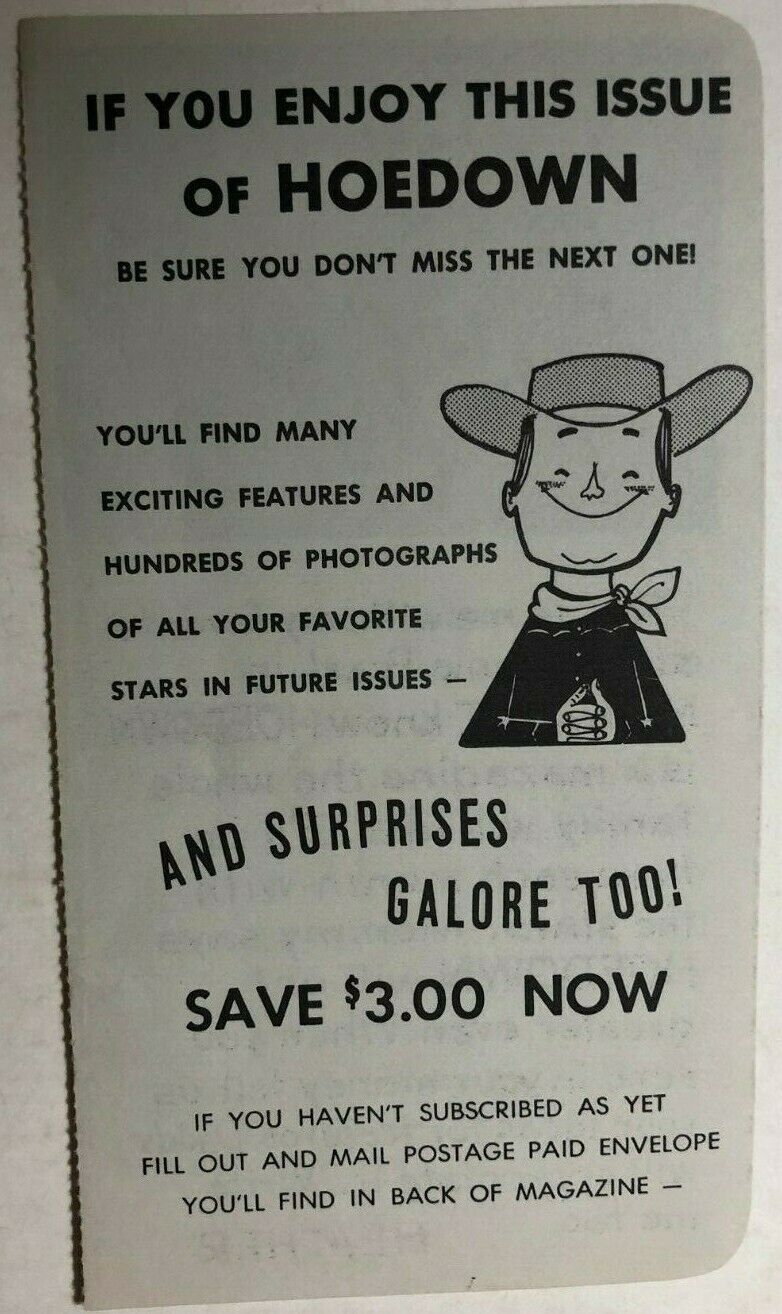 IF YOU ENJOY THIS ISSUE
OF HOEDOWN
BE SURE YOU DON'T MISS THE NEXT ONE!
YOU'LL FIND MANY
EXCITING FEATURES AND
HUNDREDS OF PHOTOGRAPHS
OF ALL YOUR FAVORITE
STARS IN FUTURE ISSUES —
AND SURPRISES
GALORE TOO!
SAVE $3.00 NOW
IF YOU HAVEN'T SUBSCRIBED AS YET
FILL OUT AND MAIL POSTAGE PAID ENVELOPE
YOU'LL FIND IN BACK OF MAGAZINE —